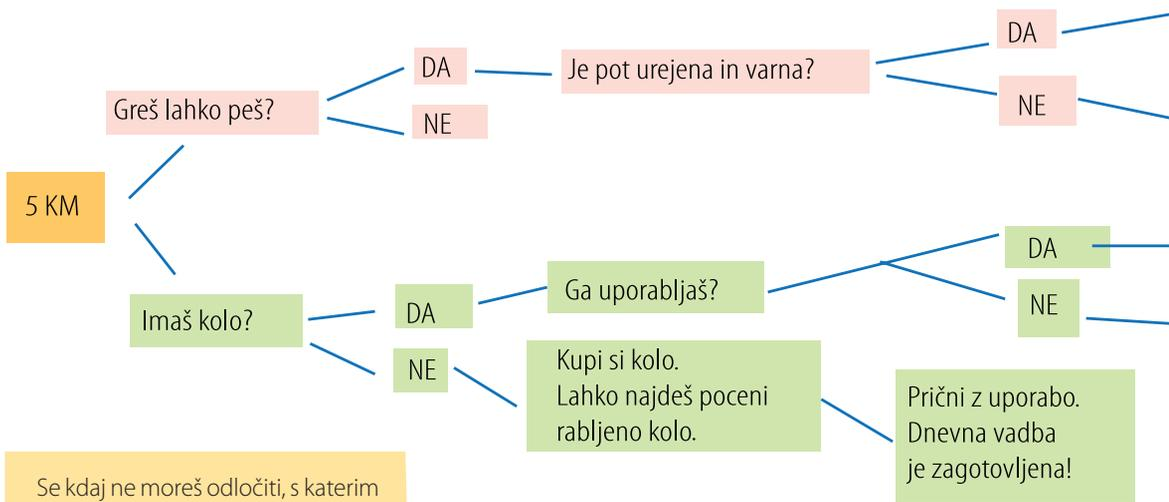 5 KM
Greš lahko peš?
DA
NE
Je pot urejena in varna?
DA
NE
Imaš kolo?
DA
NE
Ga uporabljaš?
DA
NE
Kupi si kolo.
Lahko najdeš poceni
rabljeno kolo.
Prični z uporabo.
Dnevna vadba
je zagotovljena!
Se kdaj ne moreš odločiti, s katerim